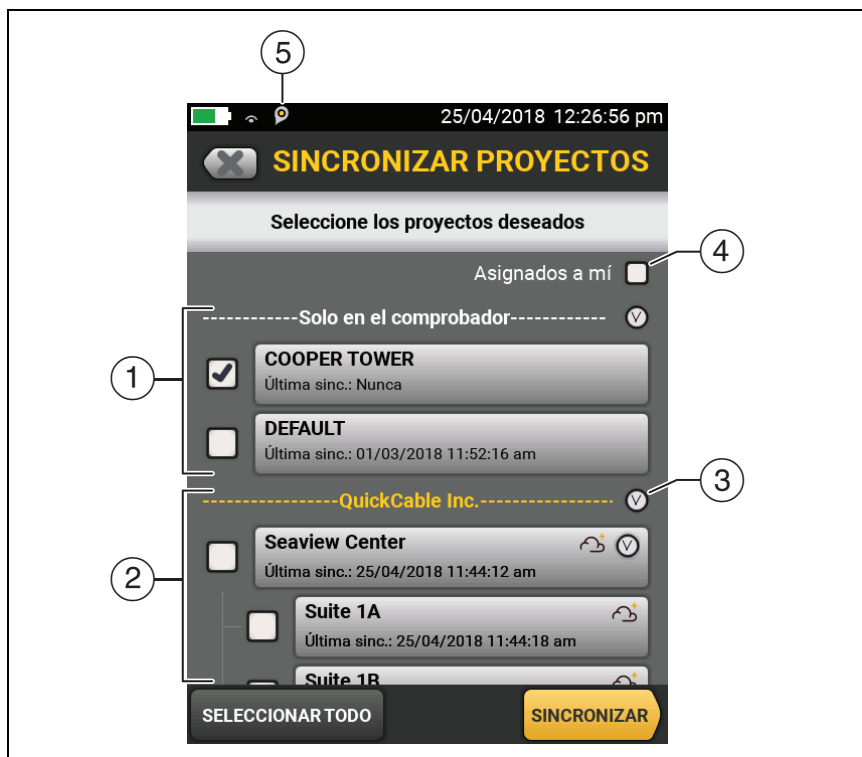 5
25/04/2018 12:26:56 pm
SINCRONIZAR PROYECTOS
Seleccione los proyectos deseados
Asignados a mí
4
Solo en el comprobador
1
COOPER TOWER
Última sinc.: Nunca
DEFAULT
Última sinc.: 01/03/2018 11:52:16 am
3
QuickCable Inc.
2
Seaview Center
Última sinc.: 25/04/2018 11:44:12 am
Suite 1A
Última sinc.: 25/04/2018 11:44:18 am
Suite 1B
SELECCIONAR TODO
SINCRONIZAR